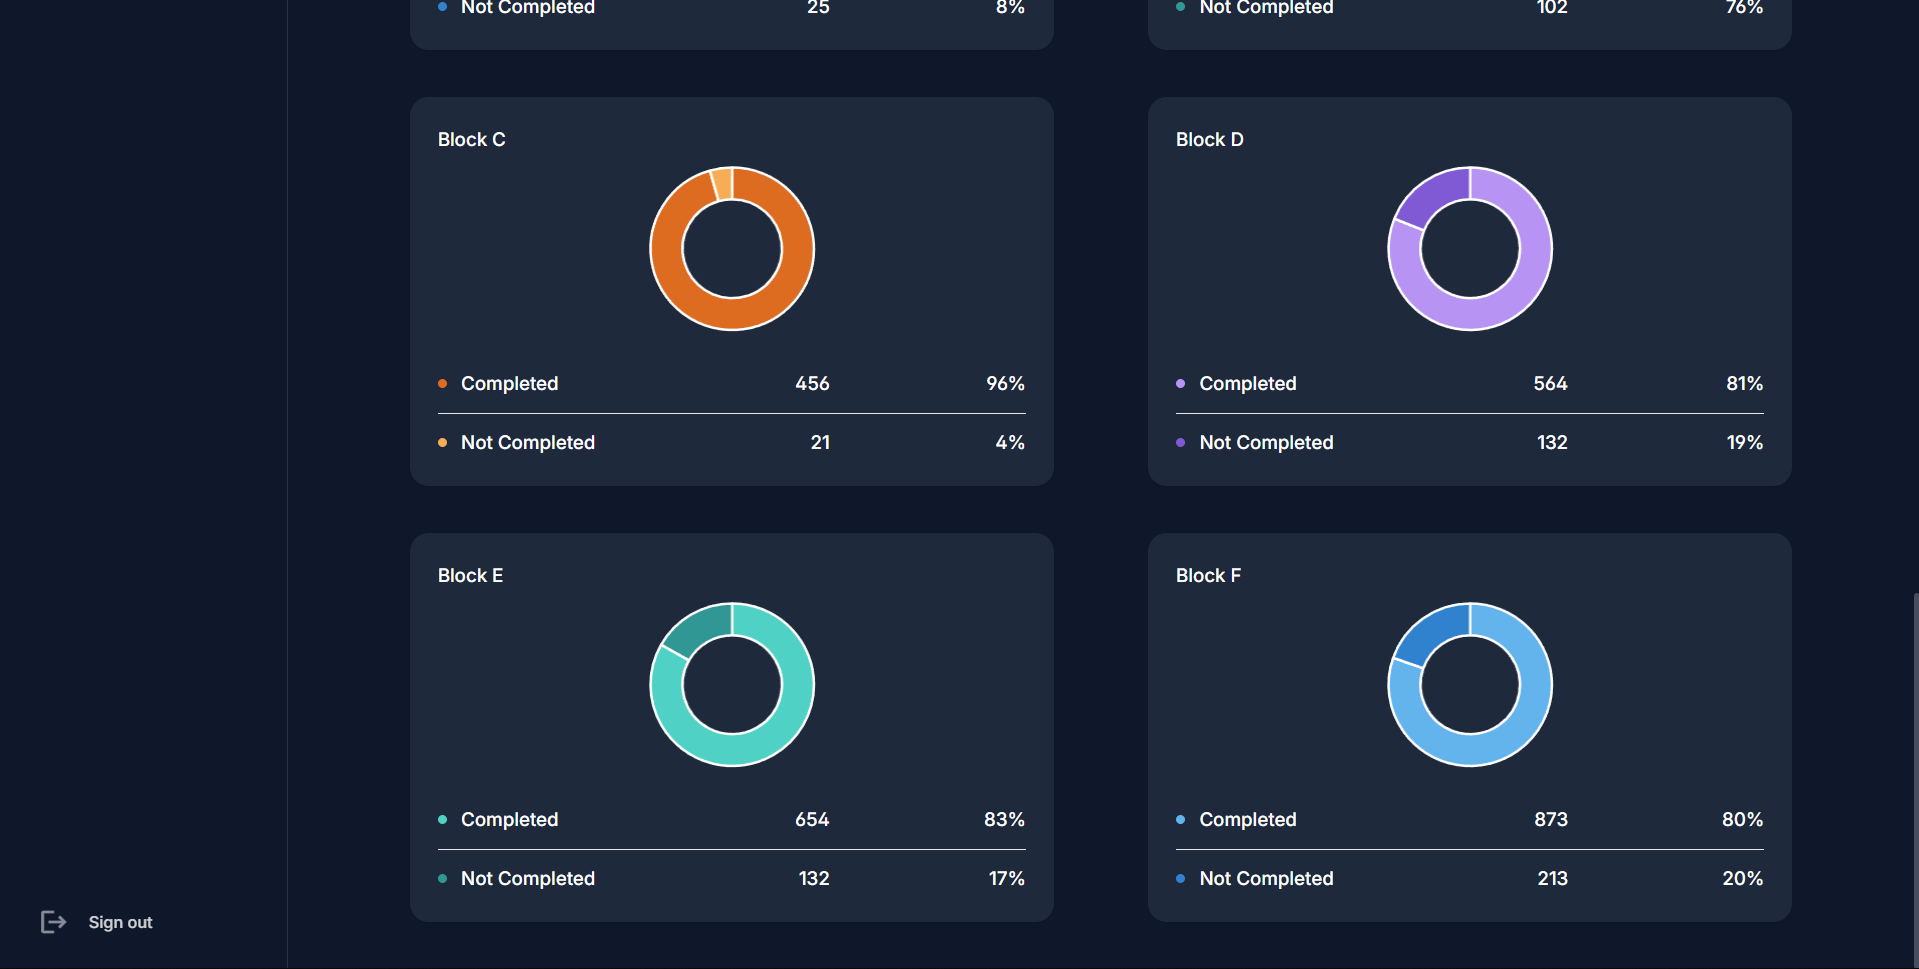 Not Completed 25 8%
Not Completed 102 76%
Block C
Completed 456 96%
Not Completed 21 4%
Block D
Completed 564 81%
Not Completed 132 19%
Block E
Completed 654 83%
Not Completed 132 17%
Block F
Completed 873 80%
Not Completed 213 20%
Sign out